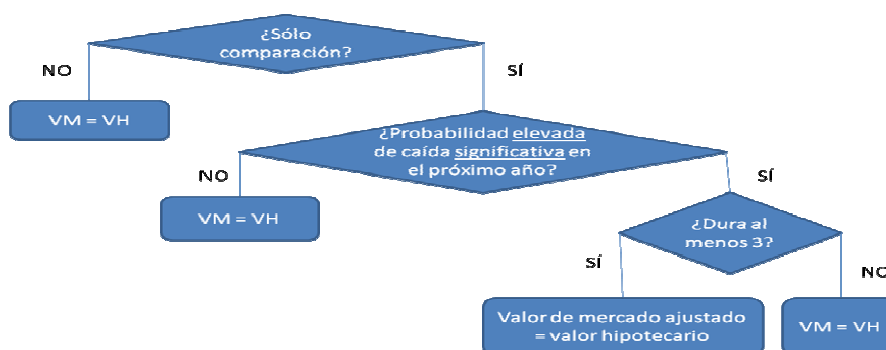 ¿Sólo
comparación?
NO
SÍ
VM = VH
¿Probabilidad elevada
de caída significativa en
el próximo año?
NO
SÍ
VM = VH
¿Dura al
menos 3?
SÍ
NO
Valor de mercado ajustado
= valor hipotecario
VM = VH